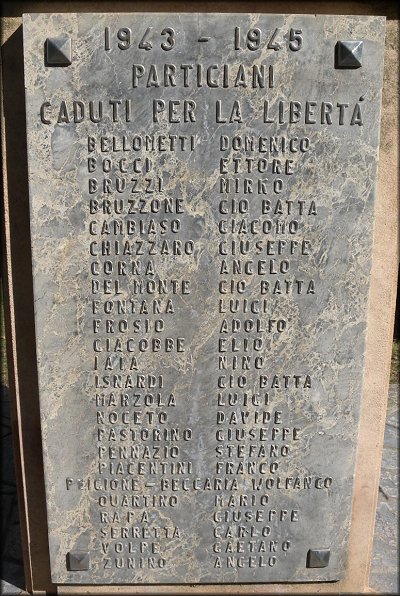 1943 - 1945
PARTIGIANI
CADUTI PER LA LIBERTÁ
BELLOMETTI DOMENICO
BOCCI ETTORE
BRUZZI MIRKO
BRUZZONE GIO BATTA
CAMBIASO GIACOMO
CHIAZZARO GIUSEPPE
CORNA ANGELO
DEL MONTE GIO BATTA
FONTANA LUIGI
FROSIO ADOLFO
GIACOBBE ELIO
IAIA NINO
ISNARDI GIO BATTA
MARZOLA LUIGI
NOCETO DAVIDE
PASTORINO GIUSEPPE
PENNAZIO STEFANO
PIACENTINI FRANCO
PICCIONE - BECCARIA WOLFANGO
QUARTINO MARIO
RAPA GIUSEPPE
SERRETTA CARLO
VOLPE GAETANO
ZUNINO ANGELO